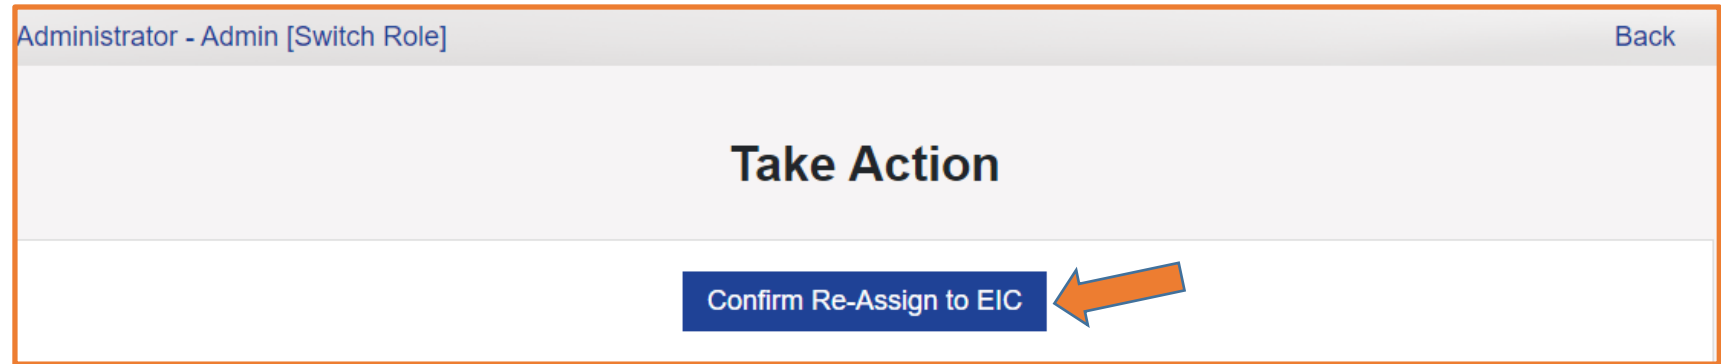 Administrator - Admin [Switch Role] Back
Take Action
Confirm Re-Assign to EIC